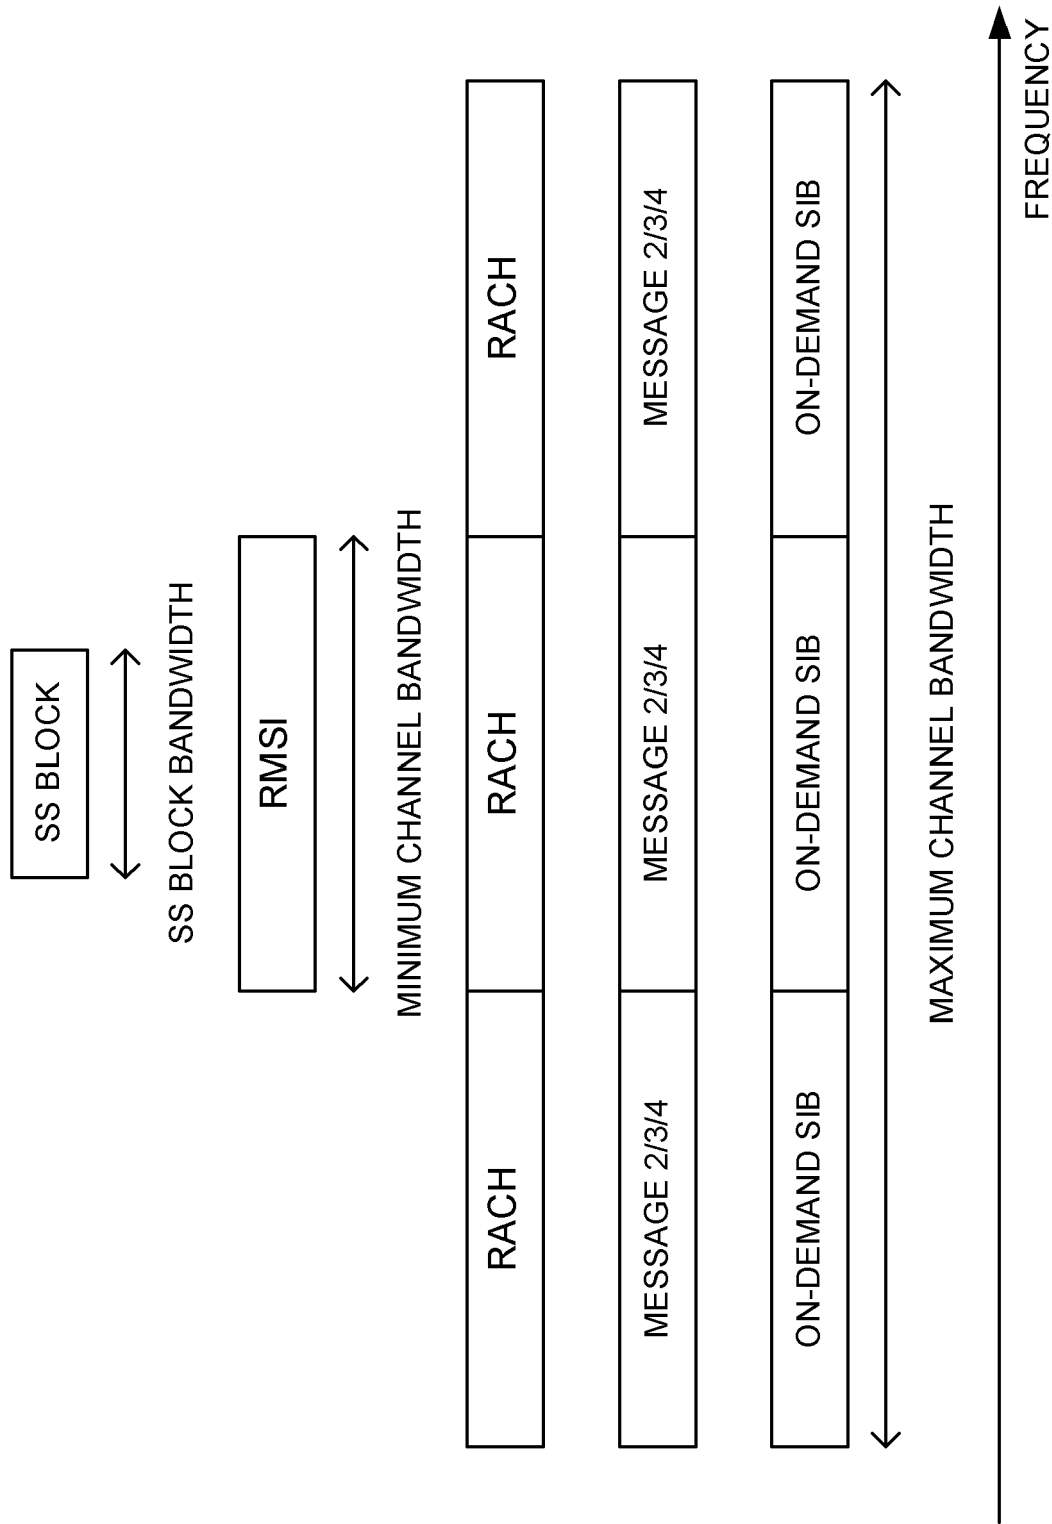 SS BLOCK
SS BLOCK BANDWIDTH
RMSI
MINIMUM CHANNEL BANDWIDTH
RACH
RACH
RACH
MESSAGE 2/3/4
MESSAGE 2/3/4
MESSAGE 2/3/4
ON-DEMAND SIB
ON-DEMAND SIB
ON-DEMAND SIB
MAXIMUM CHANNEL BANDWIDTH
FREQUENCY